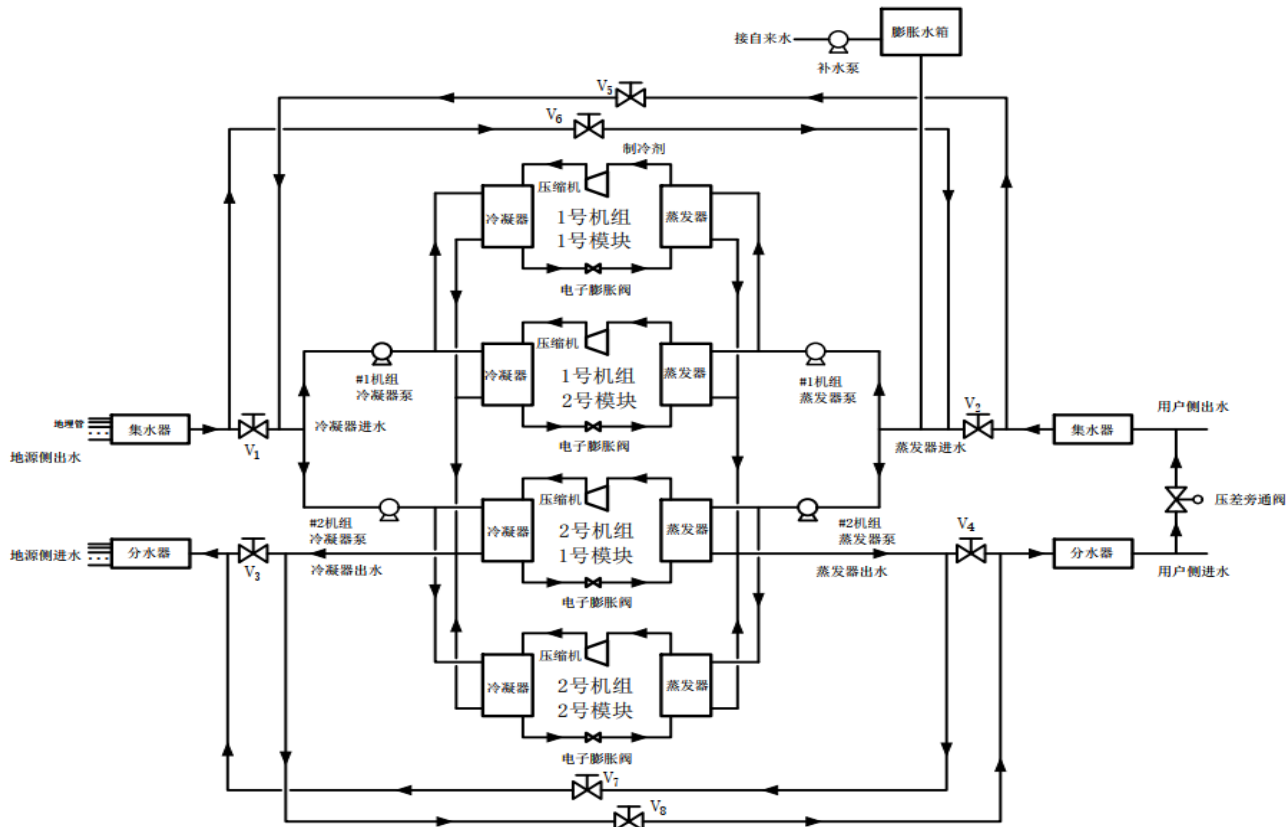 接自来水
补水泵
膨胀水箱
V5
V6
制冷剂
压缩机
冷凝器
1号机组
1号模块
蒸发器
电子膨胀阀
压缩机
冷凝器
1号机组
2号模块
蒸发器
电子膨胀阀
#1机组
冷凝器泵
#1机组
蒸发器泵
地埋管
集水器
地源侧出水
V1
冷凝器进水
蒸发器进水
V2
集水器
用户侧出水
压差旁通阀
压缩机
冷凝器
2号机组
1号模块
蒸发器
电子膨胀阀
#2机组
冷凝器泵
#2机组
蒸发器泵
地源侧进水
分水器
V3
冷凝器出水
蒸发器出水
V4
分水器
用户侧进水
压缩机
冷凝器
2号机组
2号模块
蒸发器
电子膨胀阀
V7
V8